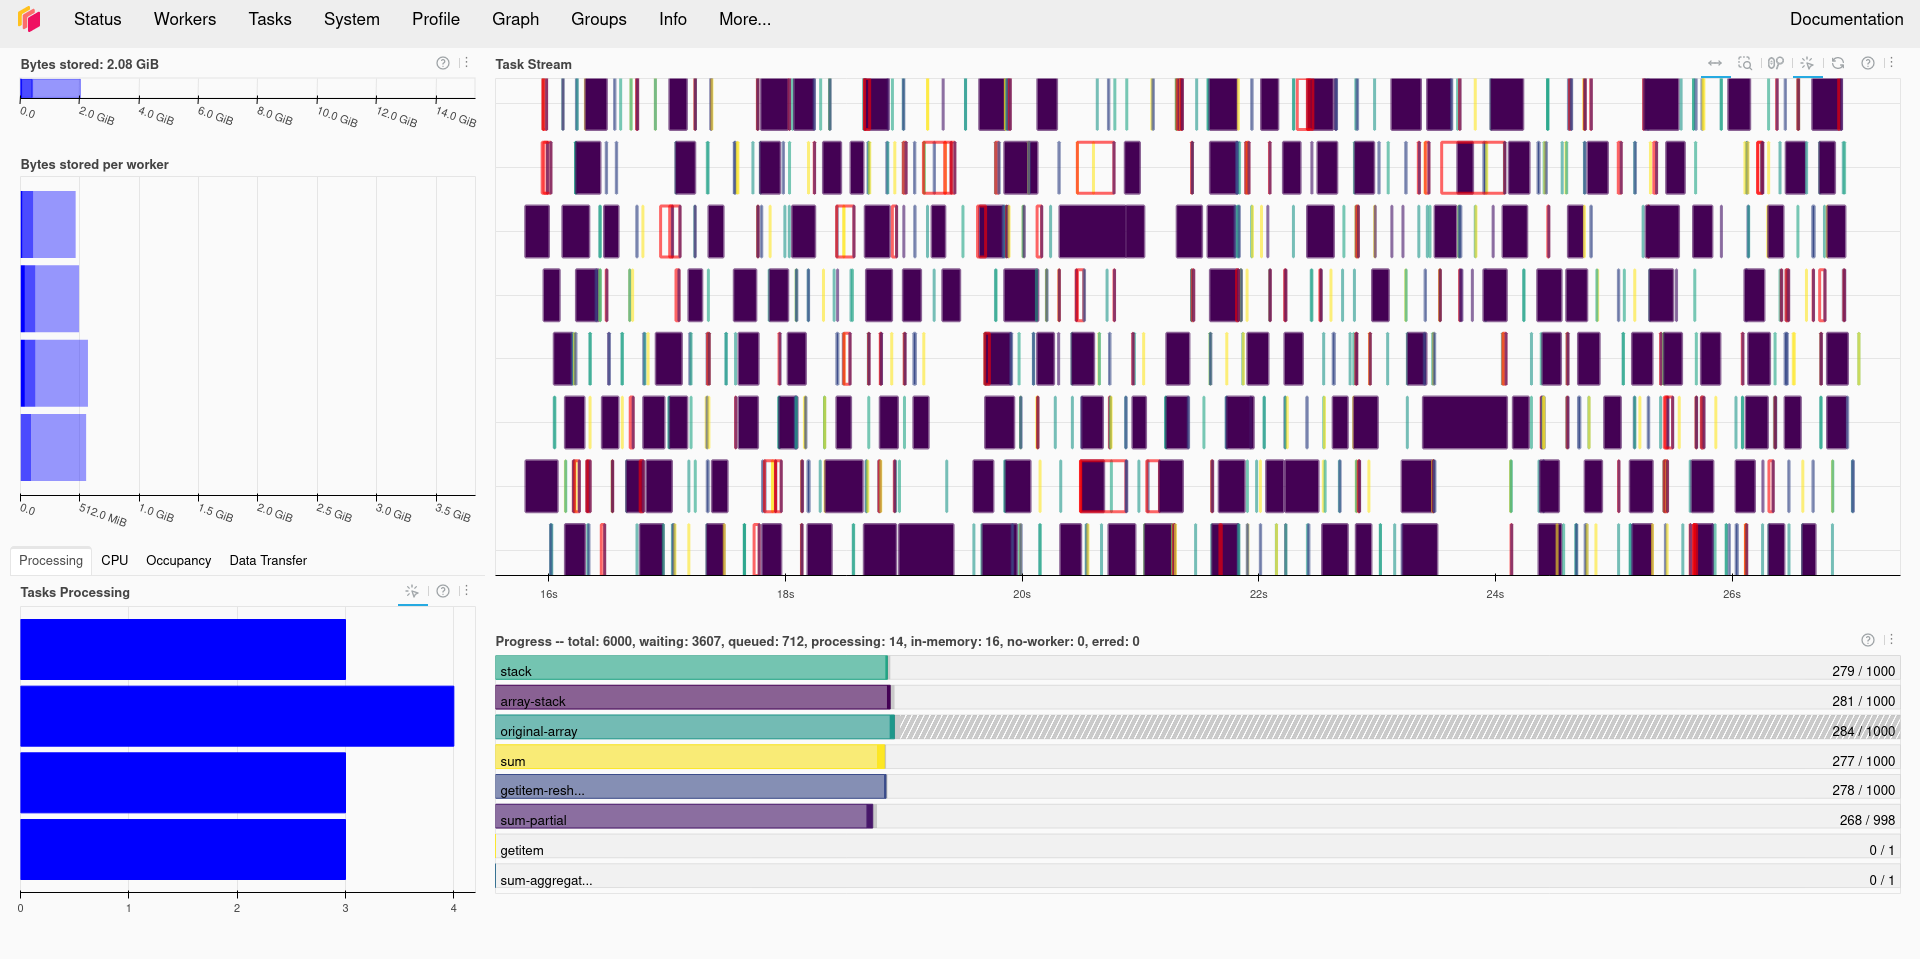 Status Workers Tasks System Profile Graph Groups Info More... Documentation
Bytes stored: 2.08 GiB
0.0 2.0 GiB 4.0 GiB 6.0 GiB 8.0 GiB 10.0 GiB 12.0 GiB 14.0 GiB
Bytes stored per worker
0.0 512.0 MiB 1.0 GiB 1.5 GiB 2.0 GiB 2.5 GiB 3.0 GiB 3.5 GiB
Processing CPU Occupancy Data Transfer
Tasks Processing
0 1 2 3 4
Task Stream
16s 18s 20s 22s 24s 26s
Progress -- total: 6000, waiting: 3607, queued: 712, processing: 14, in-memory: 16, no-worker: 0, erred: 0
stack 279 / 1000
array-stack 281 / 1000
original-array 284 / 1000
sum 277 / 1000
getitem-resh... 278 / 1000
sum-partial 268 / 998
getitem 0 / 1
sum-aggregat... 0 / 1